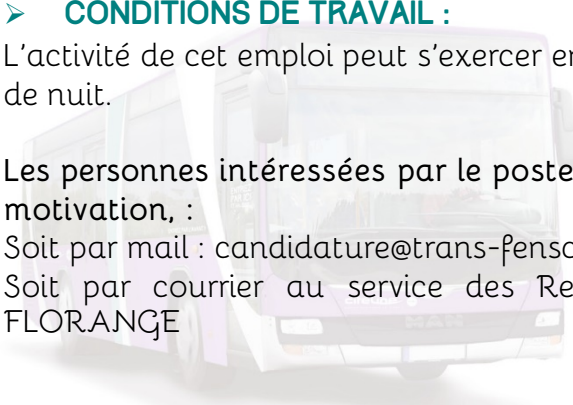 ➢ CONDITIONS DE TRAVAIL :
L'activité de cet emploi peut s'exercer e
de nuit.
Les personnes intéressées par le poste
motivation, :
Soit par mail : candidature@trans-fensc
Soit par courrier au service des Re
FLORANGE
MAN